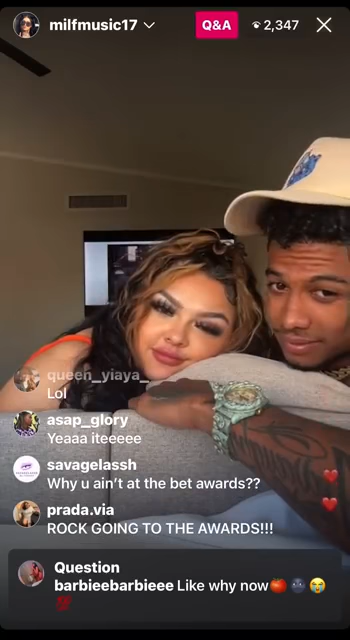 milfmusic17
Q&A
2,347
queen_yiaya_
Lol
asap_glory
Yeaaa iteeeee
savagelassh
Why u ain't at the bet awards??
prada.via
ROCK GOING TO THE AWARDS!!!
Question
barbieebarbieee Like why now🍅🌚😭
💯